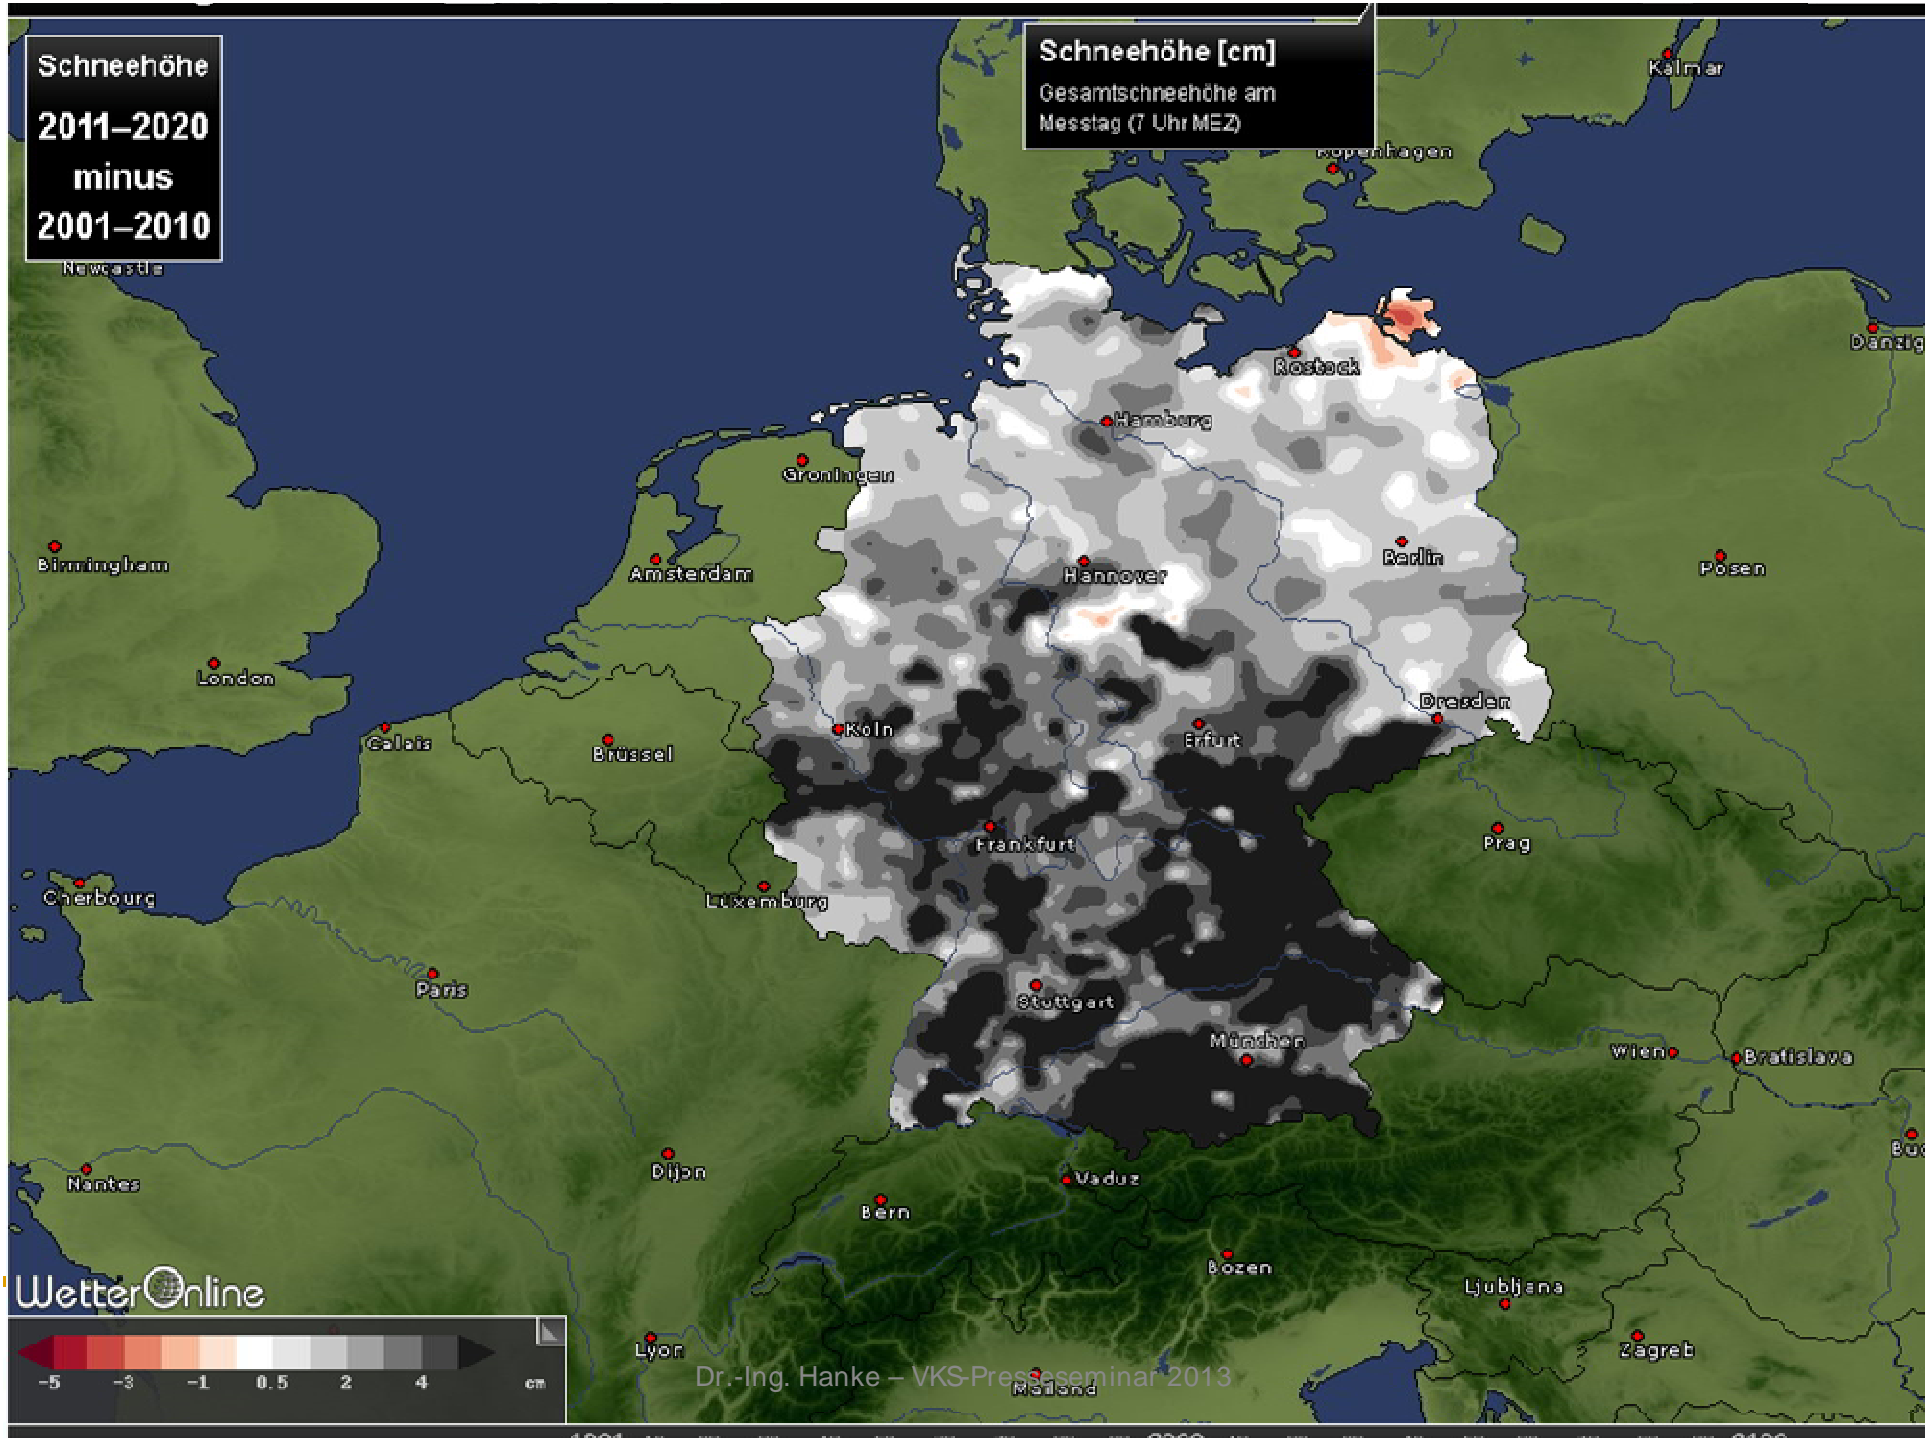 Schneehöhe
2011–2020
minus
2001–2010
Schneehöhe [cm]
Gesamtschneehöhe am
Messtag (7 Uhr MEZ)
Kalmar
Kopenhagen
Newcastle
Danzig
Rostock
Hamburg
Groningen
Birmingham
Amsterdam
Hannover
Berlin
Posen
London
Calais
Brüssel
Köln
Erfurt
Dresden
Frankfurt
Prag
Cherbourg
Luxemburg
Paris
Stuttgart
München
Wien
Bratislava
Nantes
Dijon
Vaduz
Bern
Bozen
Ljubljana
WetterOnline
Lyon
Zagreb
Mailand
-5 -3 -1 0.5 2 4 cm
Dr.-Ing. Hanke – VKS-Presseseminar 2013